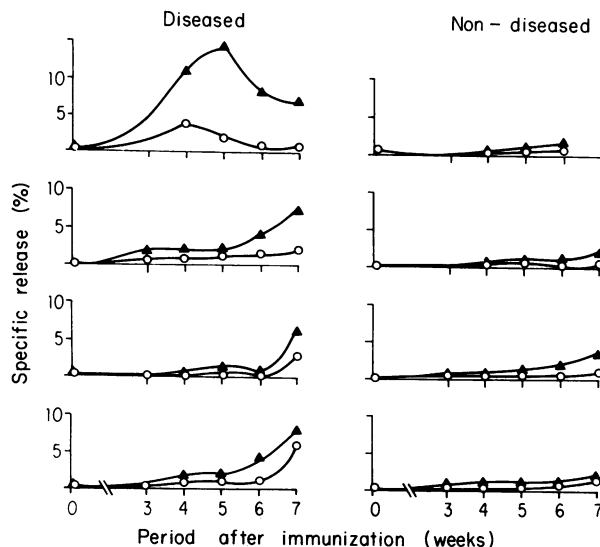 Diseased
Non - diseased
Specific release (%)
10
5
10
5
10
5
10
5
0 3 4 5 6 7
0 3 4 5 6 7
Period after immunization (weeks)